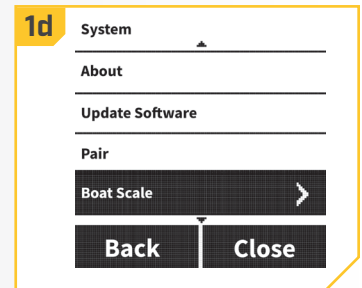 1d
System
About
Update Software
Pair
Boat Scale
Back Close